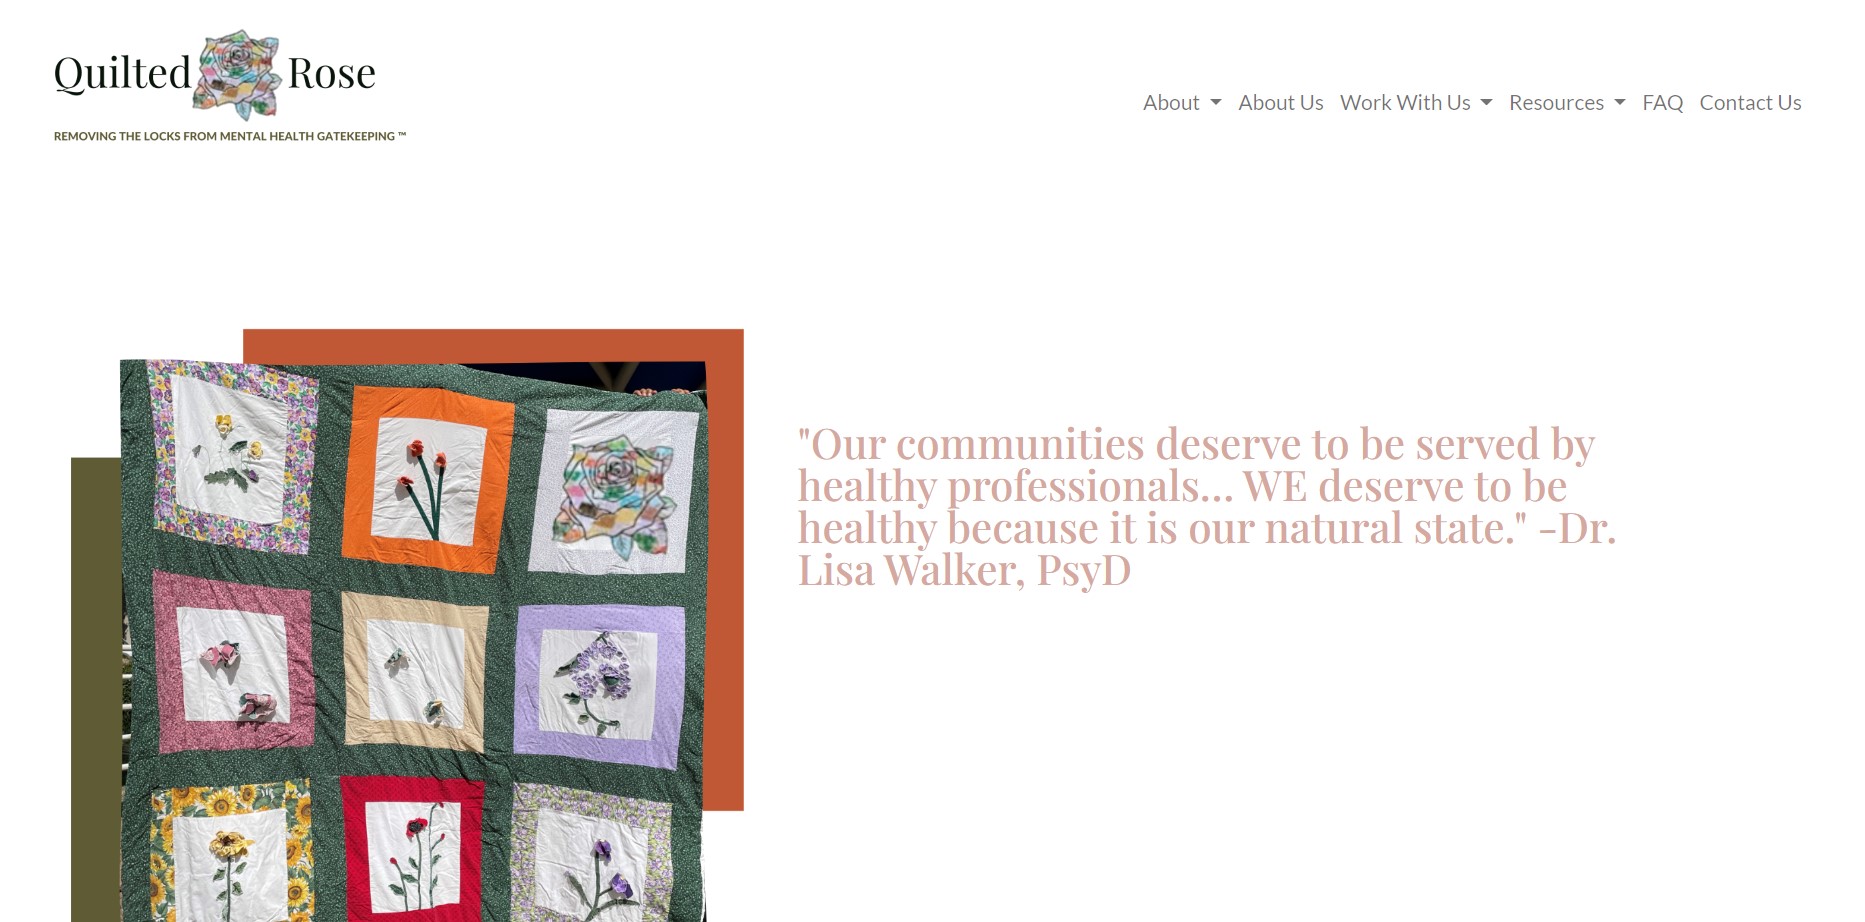 Quilted Rose
REMOVING THE LOCKS FROM MENTAL HEALTH GATEKEEPING ™
About About Us Work With Us Resources FAQ Contact Us
"Our communities deserve to be served by
healthy professionals... WE deserve to be
healthy because it is our natural state." -Dr.
Lisa Walker, PsyD